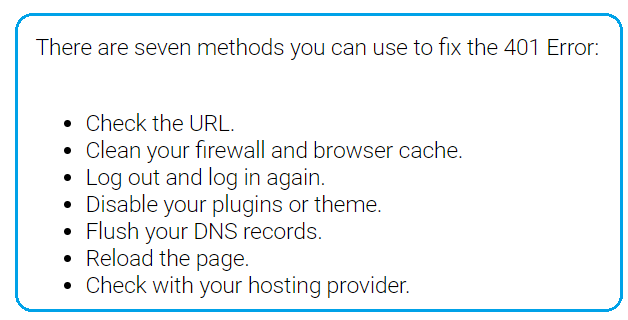 There are seven methods you can use to fix the 401 Error:
• Check the URL.
• Clean your firewall and browser cache.
• Log out and log in again.
• Disable your plugins or theme.
• Flush your DNS records.
• Reload the page.
• Check with your hosting provider.